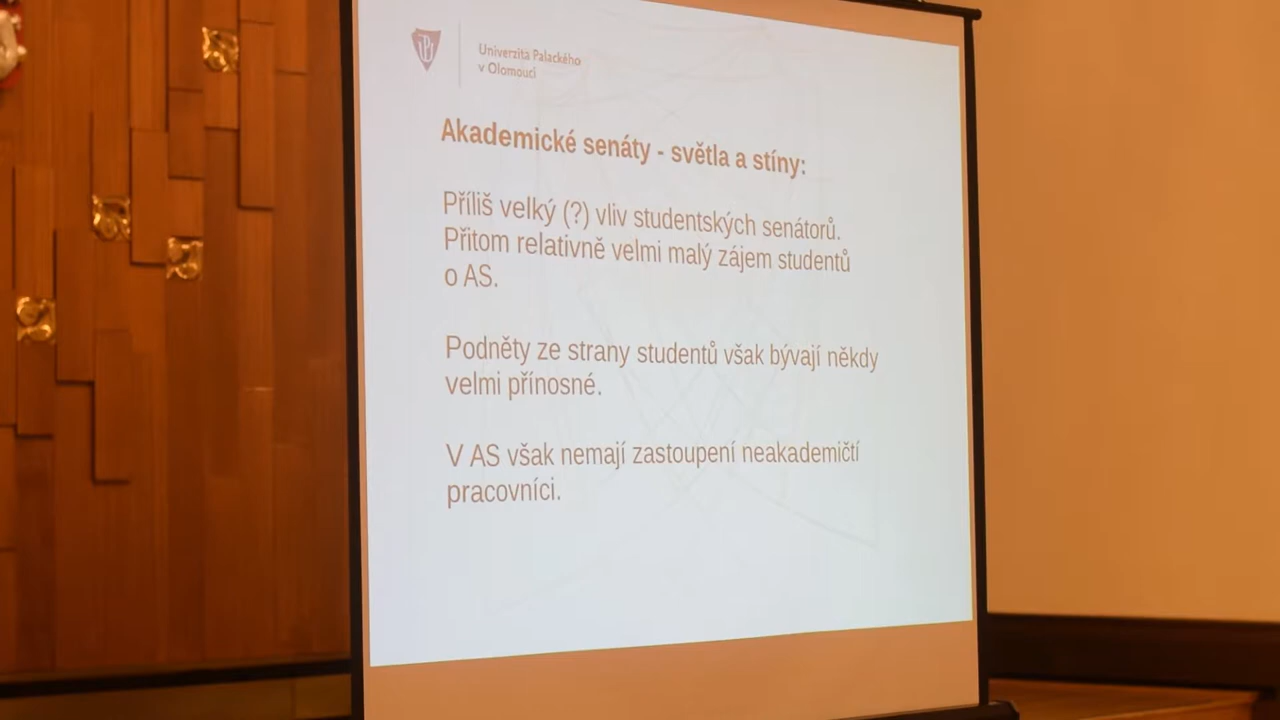 Univerzita Palackého
v Olomouci
Akademické senáty - světla a stíny:
Příliš velký (?) vliv studentských senátorů.
Přitom relativně velmi malý zájem studentů
o AS.
Podněty ze strany studentů však bývají někdy
velmi přínosné.
V AS však nemají zastoupení neakademičtí
pracovníci.